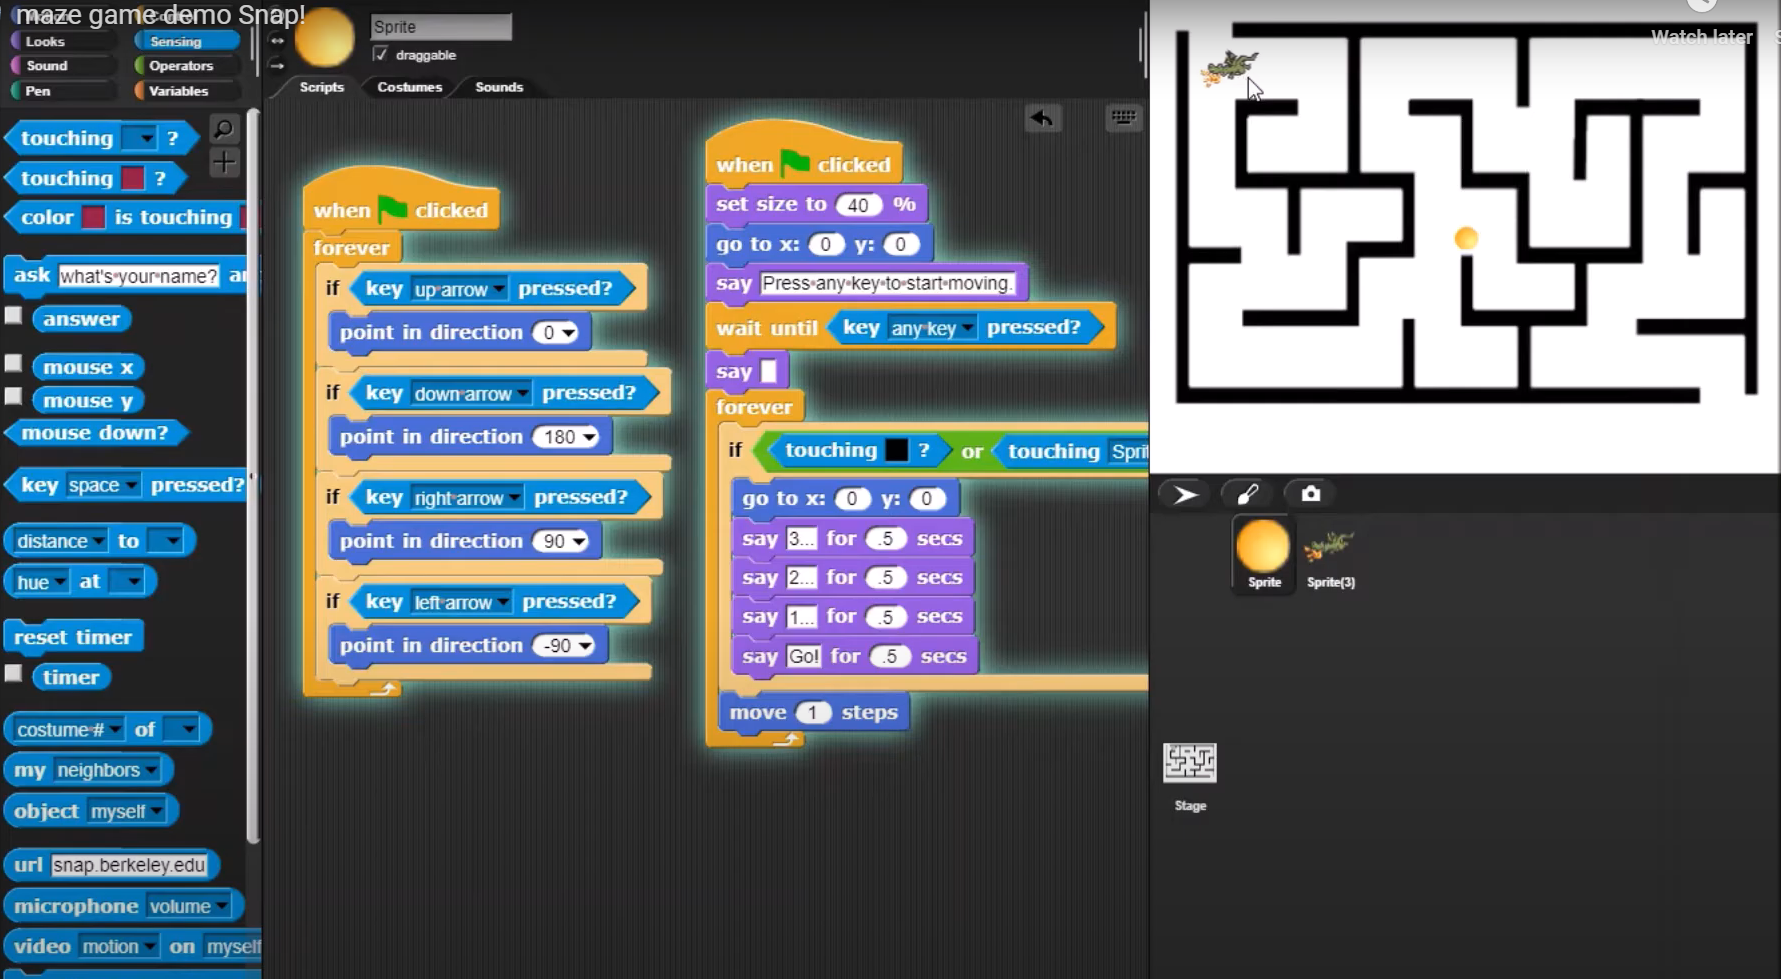 maze game demo Snap!
Looks
Sensing
Sound
Operators
Pen
Variables
touching ?
touching ?
color is touching
ask what's your name?
answer
mouse x
mouse y
mouse down?
key space pressed?
distance to
hue at
reset timer
timer
costume # of
my neighbors
object myself
url snap.berkeley.edu
microphone volume
video motion on myself
Sprite
draggable
Scripts Costumes Sounds
when clicked
forever
if key up arrow pressed?
point in direction 0
if key down arrow pressed?
point in direction 180
if key right arrow pressed?
point in direction 90
if key left arrow pressed?
point in direction -90
when clicked
set size to 40 %
go to x: 0 y: 0
say Press any key to start moving.
wait until key any key pressed?
say
forever
if touching ? or touching Sprit
go to x: 0 y: 0
say 3... for .5 secs
say 2... for .5 secs
say 1... for .5 secs
say Go! for .5 secs
move 1 steps
Watch later
Sprite
Sprite(3)
Stage